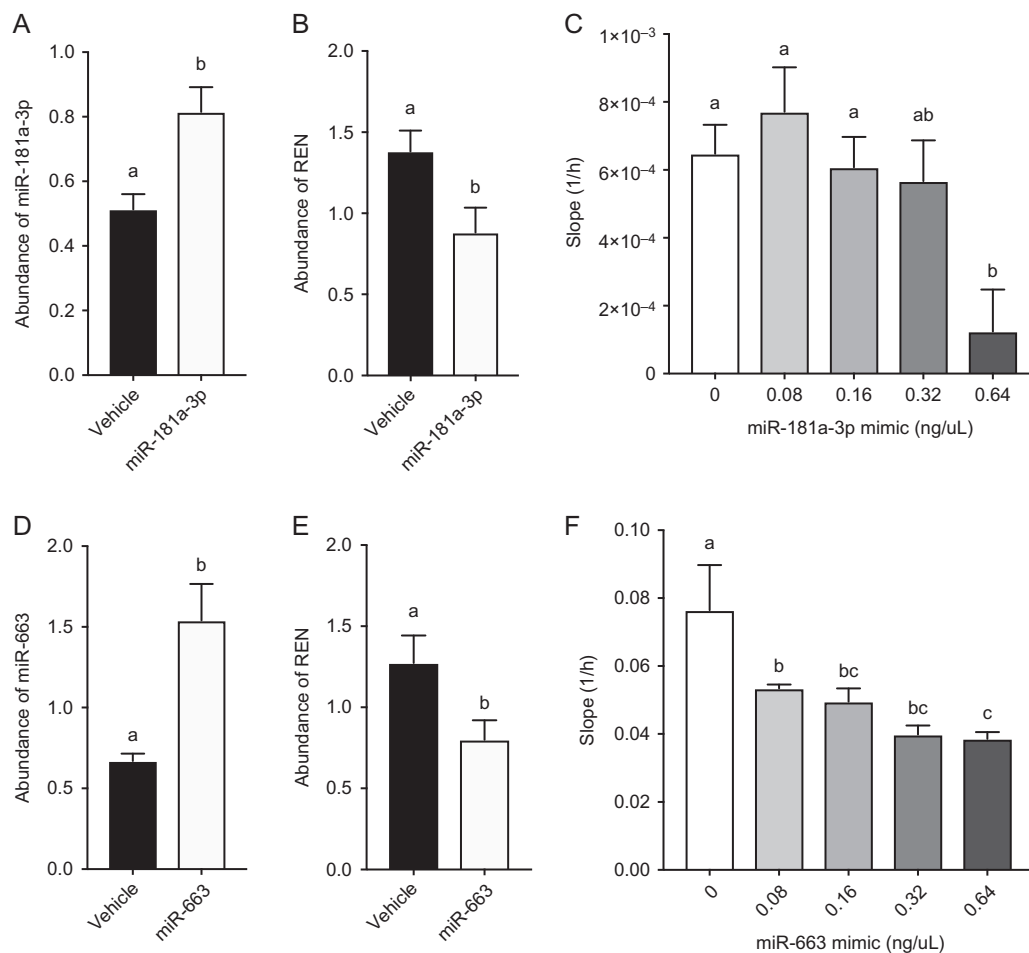 A
Abundance of miR-181a-3p
1.0
0.8
0.6
0.4
0.2
0.0
a
b
Vehicle
miR-181a-3p
B
Abundance of REN
2.0
1.5
1.0
0.5
0.0
a
b
Vehicle
miR-181a-3p
C
Slope (1/h)
1×10⁻³
8×10⁻⁴
6×10⁻⁴
4×10⁻⁴
2×10⁻⁴
0
a
a
a
ab
b
0
0.08
0.16
0.32
0.64
miR-181a-3p mimic (ng/uL)
D
Abundance of miR-663
2.0
1.5
1.0
0.5
0.0
a
b
Vehicle
miR-663
E
Abundance of REN
2.0
1.5
1.0
0.5
0.0
a
b
Vehicle
miR-663
F
Slope (1/h)
0.10
0.08
0.06
0.04
0.02
0.00
a
b
bc
bc
c
0
0.08
0.16
0.32
0.64
miR-663 mimic (ng/uL)